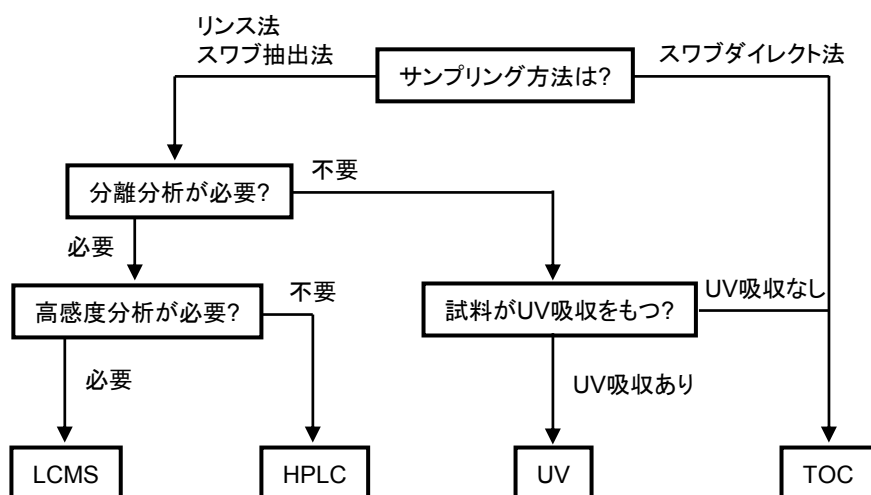 リンス法
スワブ抽出法
サンプリング方法は?
スワブダイレクト法
分離分析が必要?
不要
必要
高感度分析が必要?
不要
試料がUV吸収をもつ?
UV吸収なし
必要
UV吸収あり
LCMS
HPLC
UV
TOC